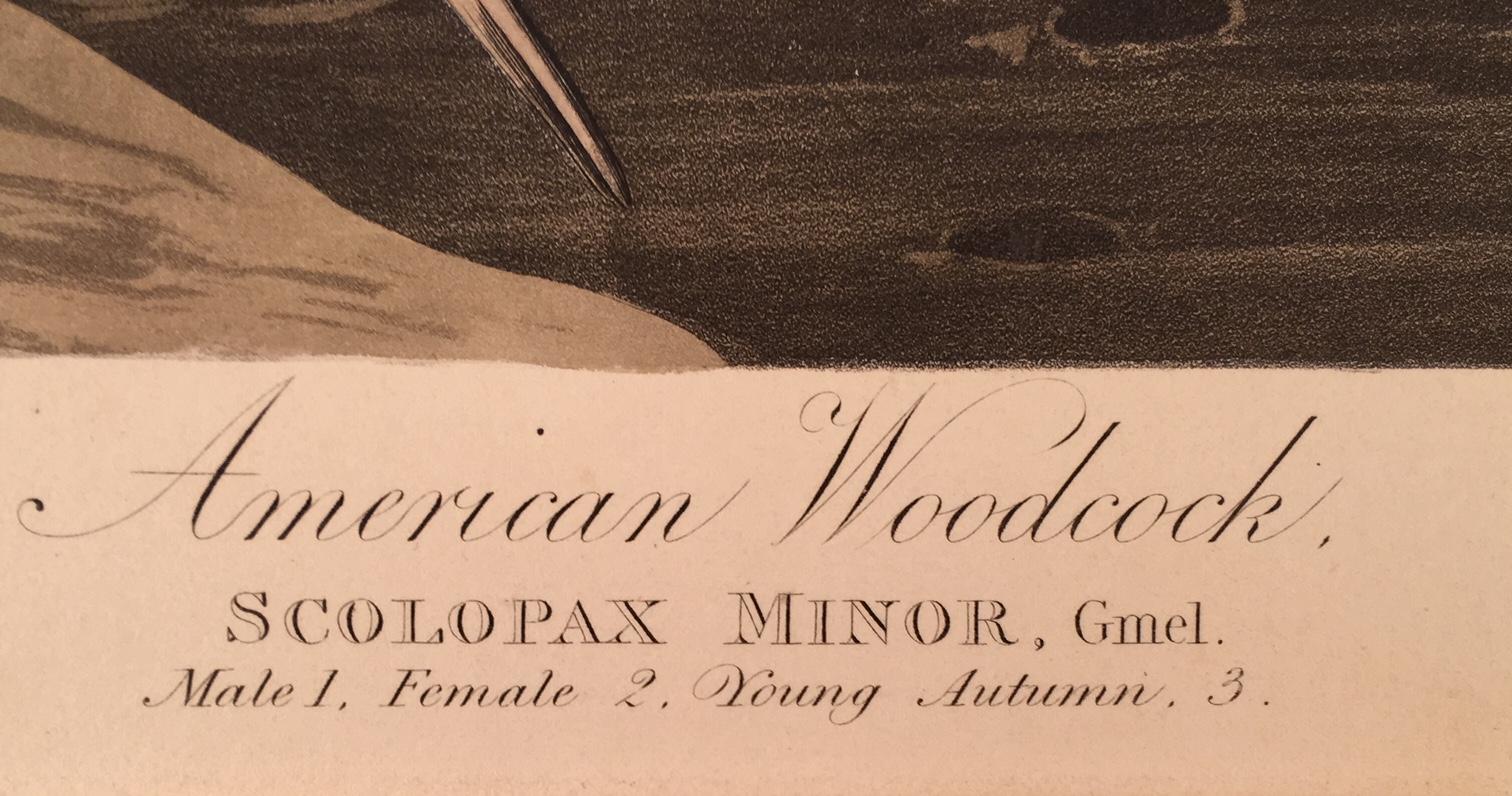 American Woodcock,
SCOLOPAX MINOR, Gmel.
Male 1, Female 2, Young Autumn, 3.